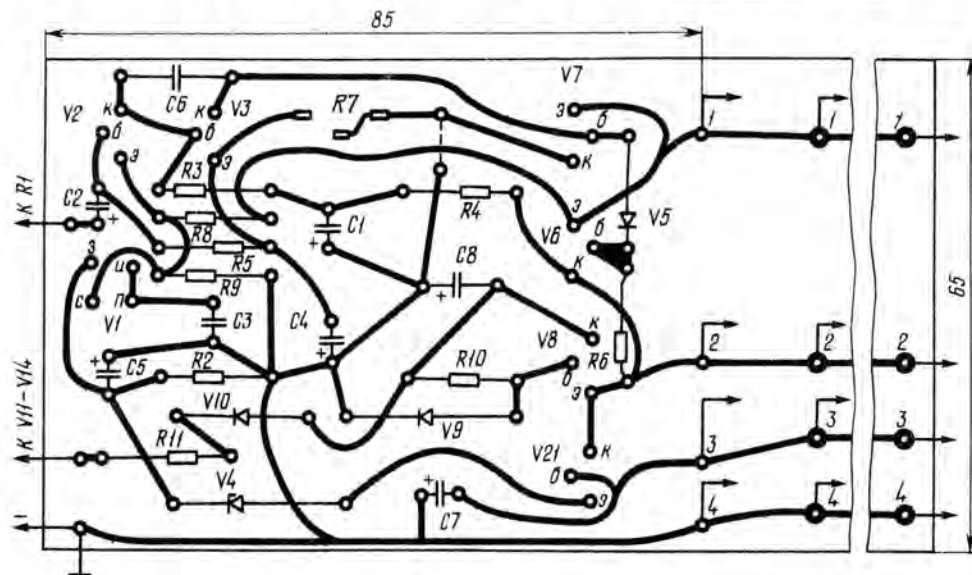 85
C6
V7
V2
к
к
V3
R7
э
б
б
б
1
1
1
э
э
к
R3
C2
+
К R1
C1
+
R4
э
V5
R8
V6
б
з
и
R5
C8
+
к
с
п
R9
65
V1
C3
C4
+
к
V8
R6
2
2
2
+
C5
R2
R10
б
э
V10
V9
3
3
3
К V11-V14
R11
к
V21
V4
б
э
+
C7
4
4
4